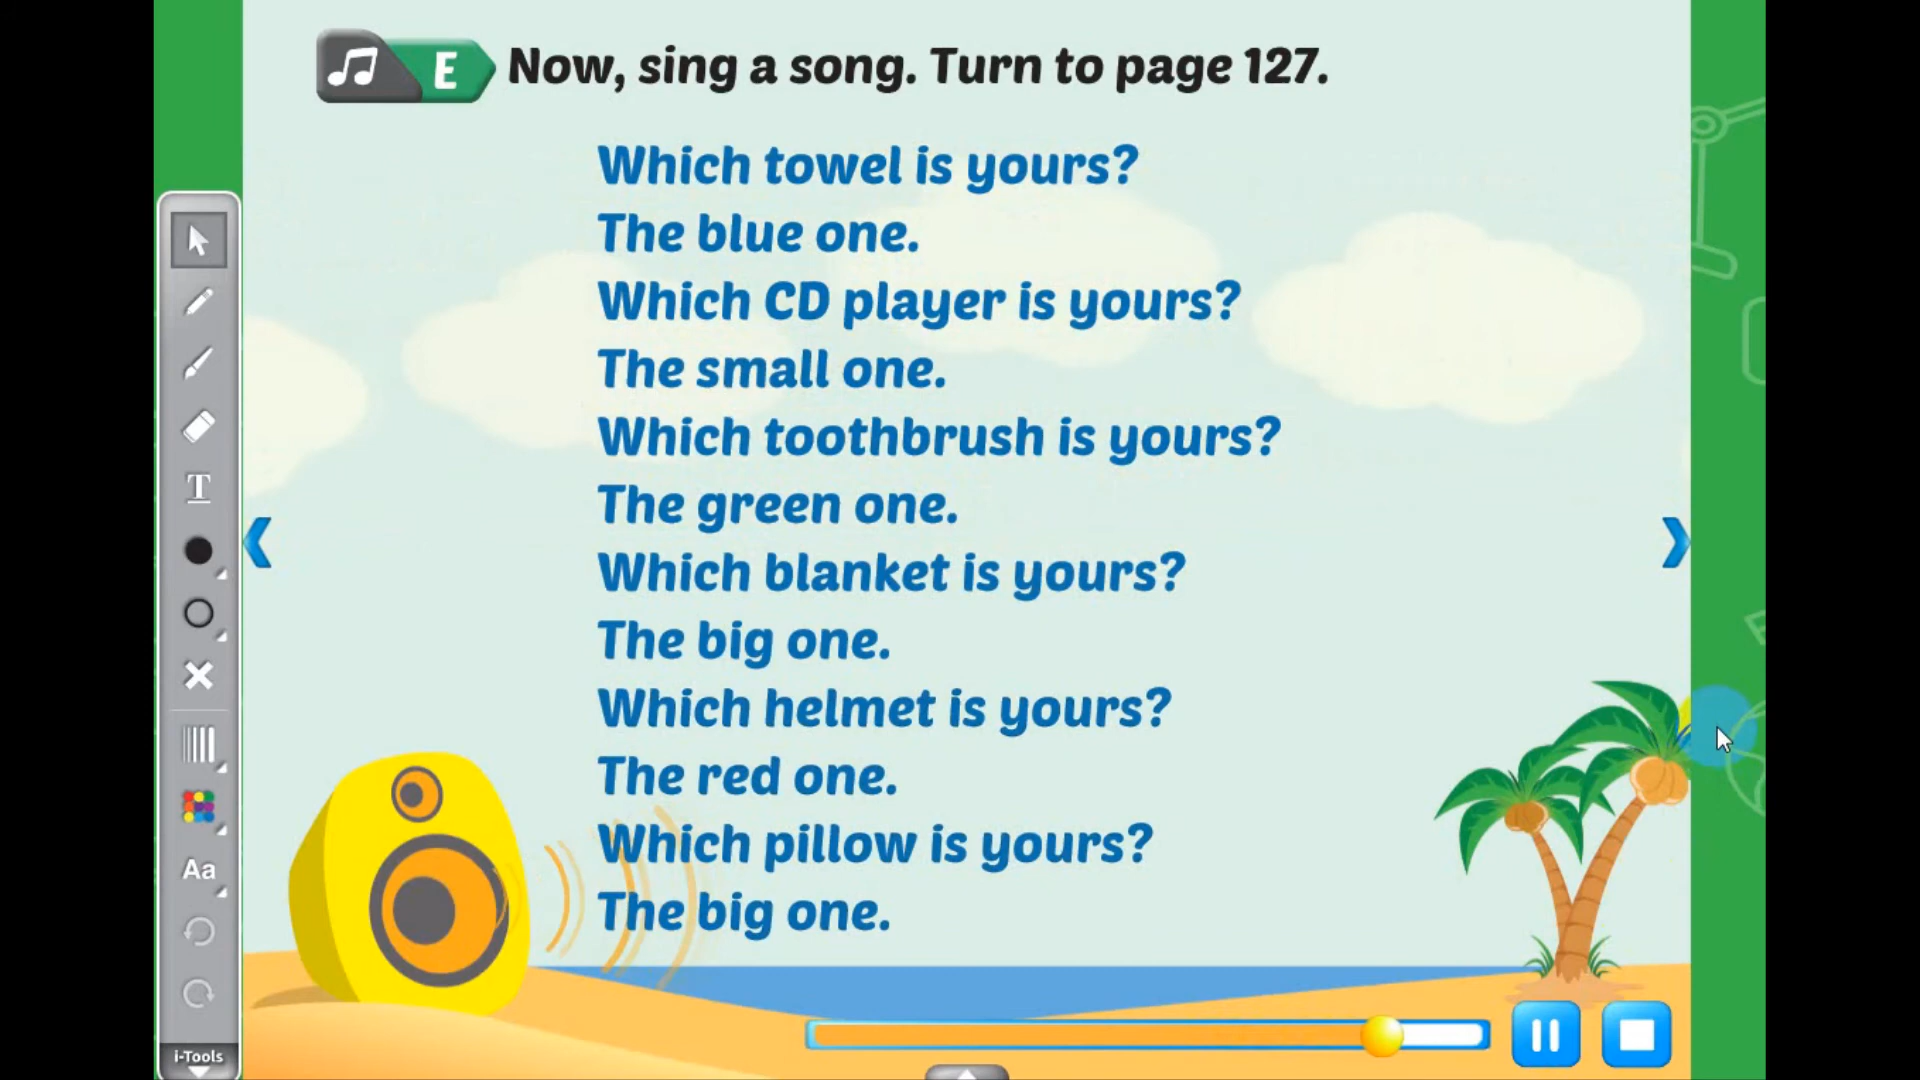 E Now, sing a song. Turn to page 127.
Which towel is yours?
The blue one.
Which CD player is yours?
The small one.
Which toothbrush is yours?
The green one.
Which blanket is yours?
The big one.
Which helmet is yours?
The red one.
Which pillow is yours?
The big one.
T
Aa
i-Tools